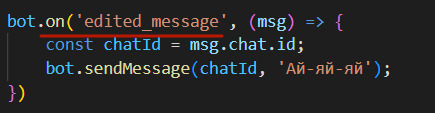 bot.on('edited_message', (msg) => {
    const chatId = msg.chat.id;
    bot.sendMessage(chatId, 'Ай-яй-яй');
})